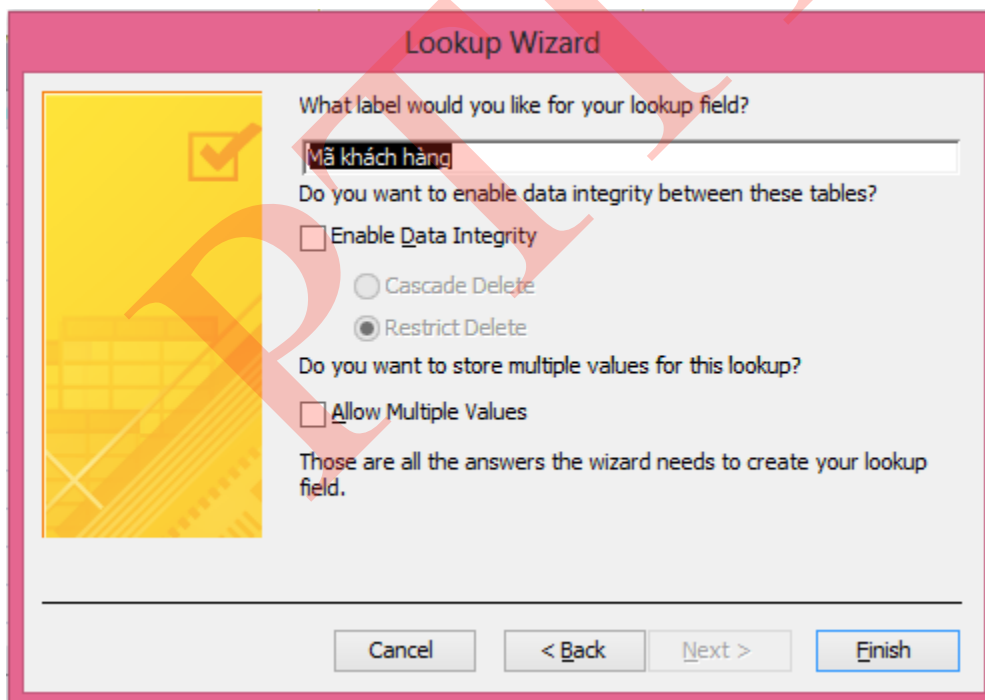 Lookup Wizard
What label would you like for your lookup field?
Mã khách hàng
Do you want to enable data integrity between these tables?
Enable Data Integrity
Cascade Delete
Restrict Delete
Do you want to store multiple values for this lookup?
Allow Multiple Values
Those are all the answers the wizard needs to create your lookup
field.
Cancel
< Back
Next >
Finish